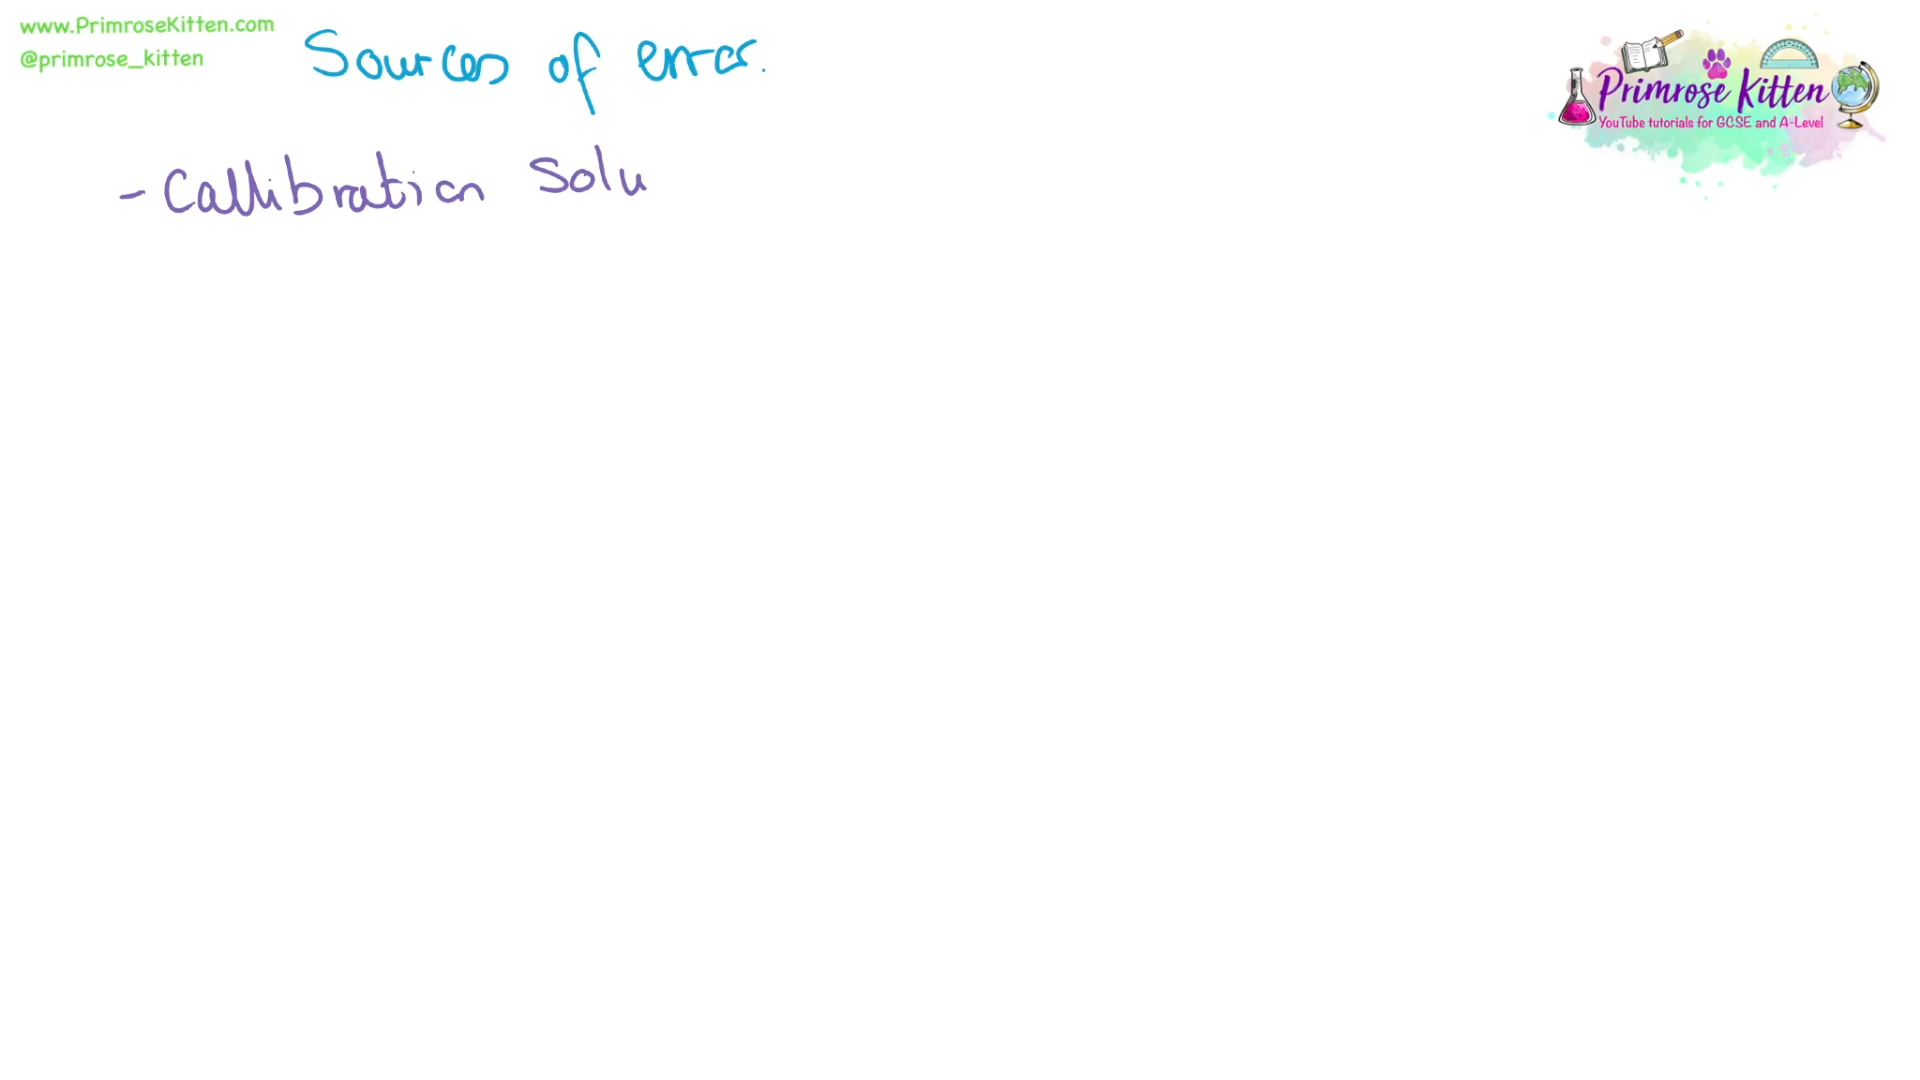 www.PrimroseKitten.com
@primrose_kitten
Sources of error.
Primrose Kitten
YouTube tutorials for GCSE and A-Level
- Callibration Solu